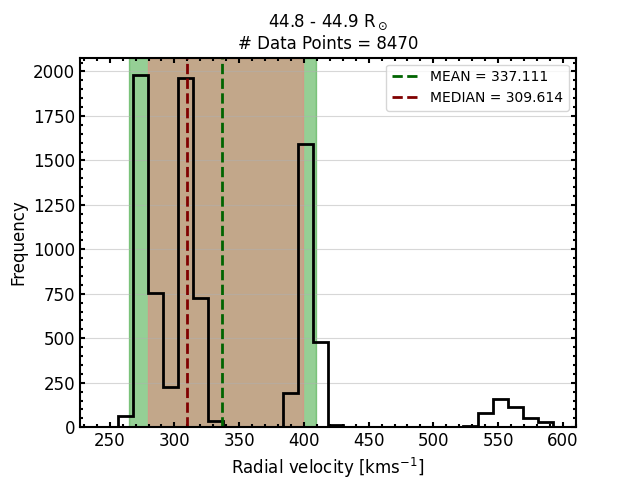 44.8 - 44.9 R⊙
# Data Points = 8470
MEAN = 337.111
MEDIAN = 309.614
2000
1750
1500
1250
1000
750
500
250
0
Frequency
250 300 350 400 450 500 550 600
Radial velocity [kms⁻¹]